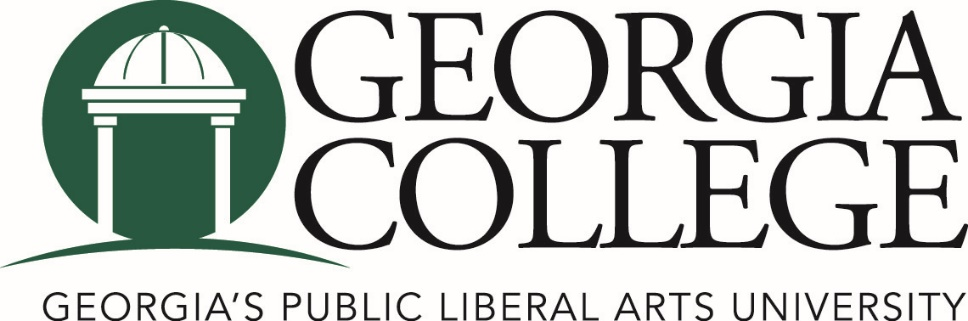 GEORGIA
COLLEGE
GEORGIA'S PUBLIC LIBERAL ARTS UNIVERSITY